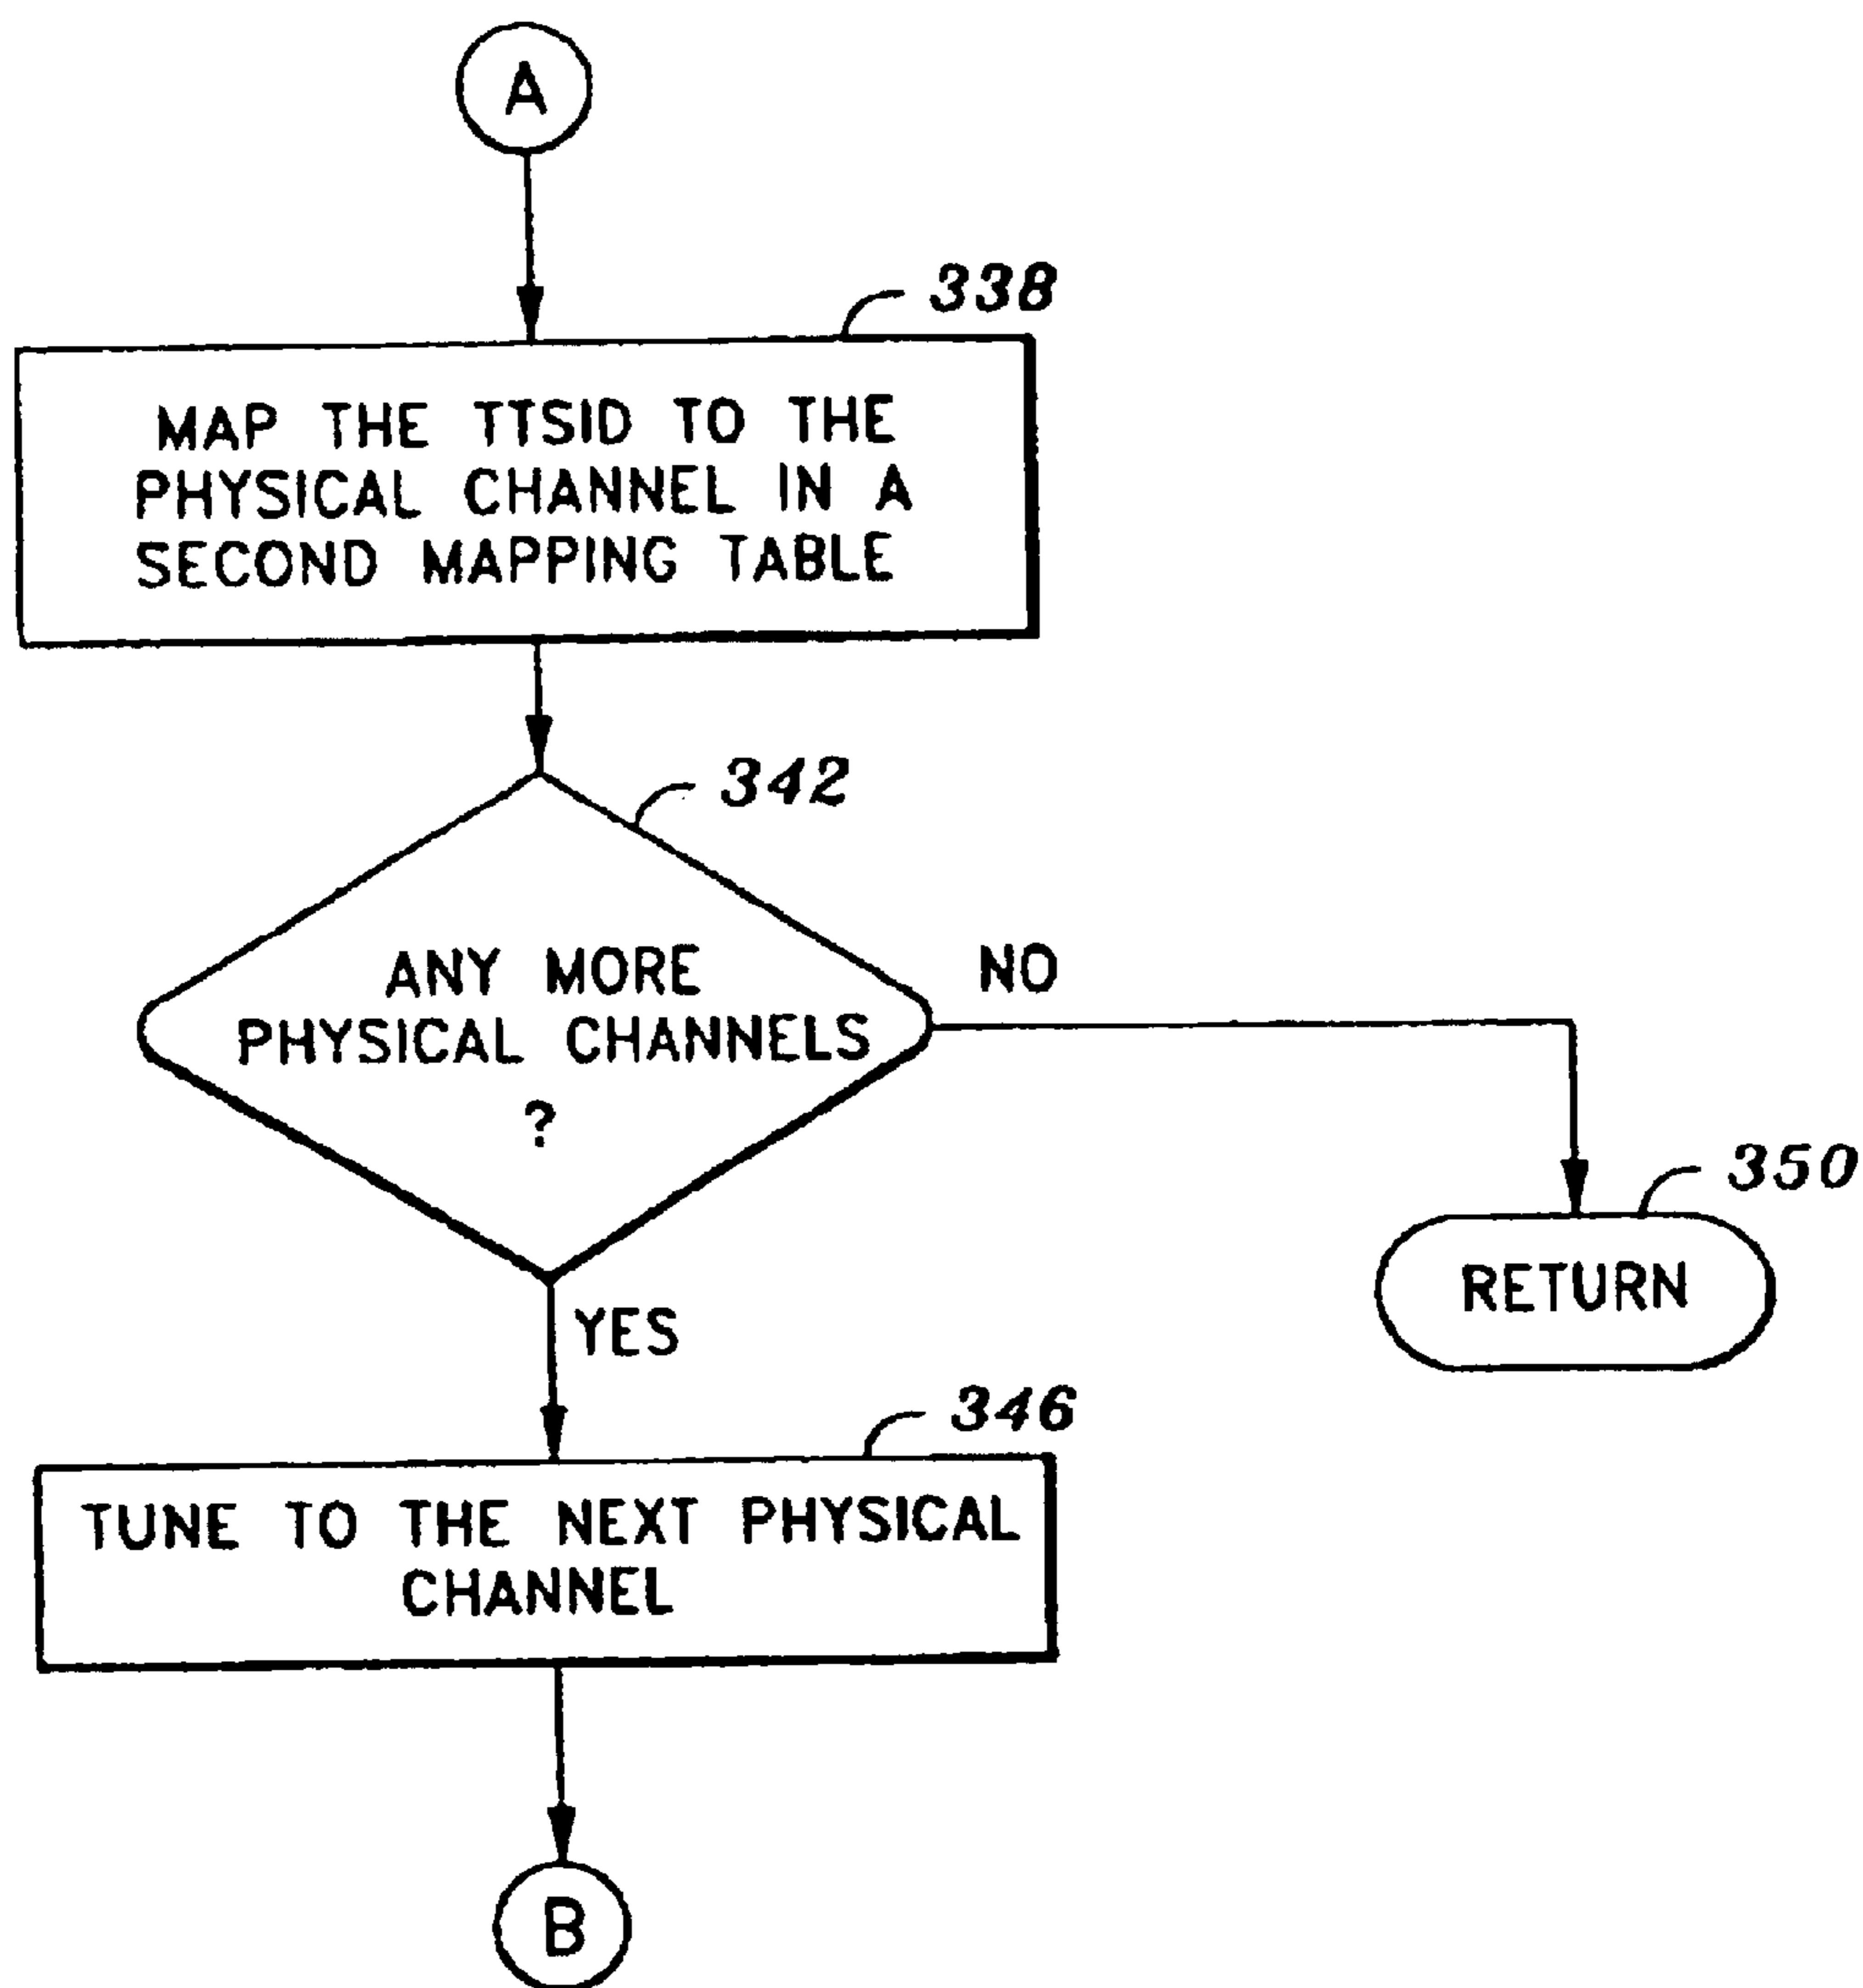 A
338
MAP THE TTSID TO THE
PHYSICAL CHANNEL IN A
SECOND MAPPING TABLE
342
ANY MORE
PHYSICAL CHANNELS
?
NO
350
RETURN
YES
346
TUNE TO THE NEXT PHYSICAL
CHANNEL
B